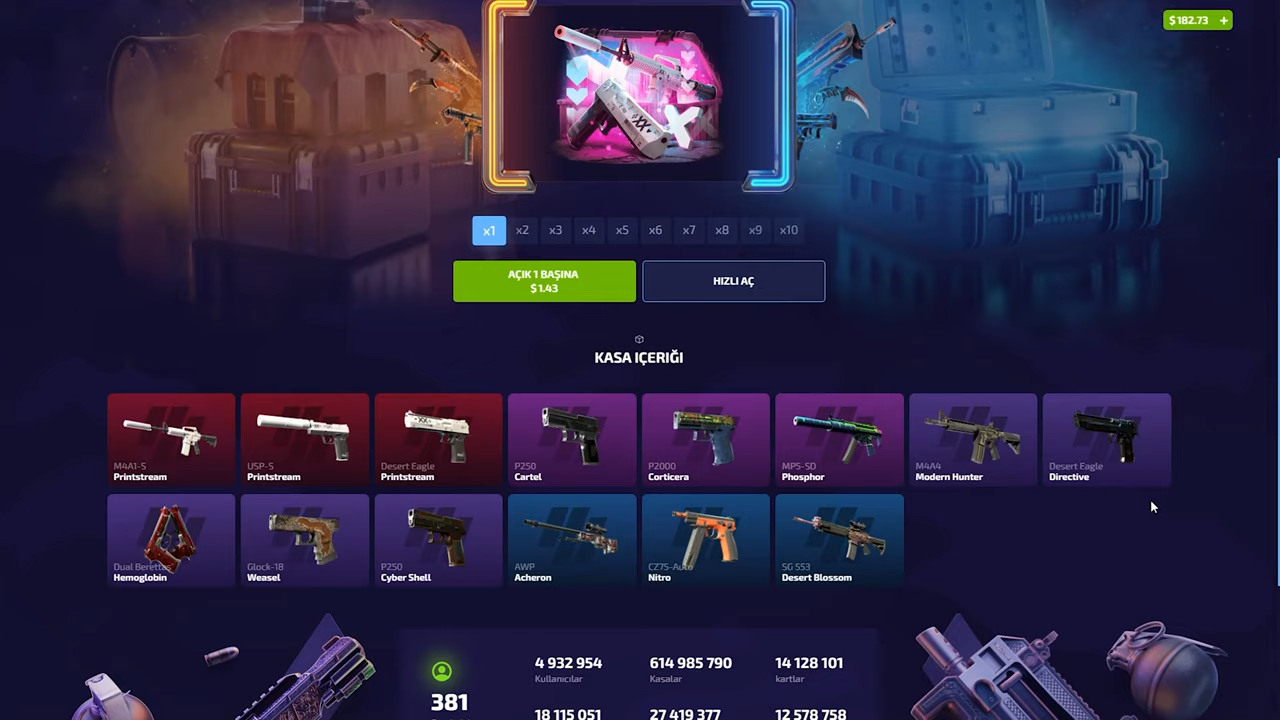 $182.73 +
x1 x2 x3 x4 x5 x6 x7 x8 x9 x10
AÇIK 1 BAŞINA
$1.43
HIZLI AÇ
KASA IÇERIĞI
M4A1-S
Printstream
USP-S
Printstream
Desert Eagle
Printstream
P250
Cartel
P2000
Corticera
MP5-SD
Phosphor
M4A4
Modern Hunter
Desert Eagle
Directive
Dual Berettas
Hemoglobin
Glock-18
Weasel
P250
Cyber Shell
AWP
Acheron
CZ75-Auto
Nitro
SG 553
Desert Blossom
381
4 932 954
Kullanıcılar
614 985 790
Kasalar
14 128 101
kartlar
18 115 051
27 419 377
12 578 758